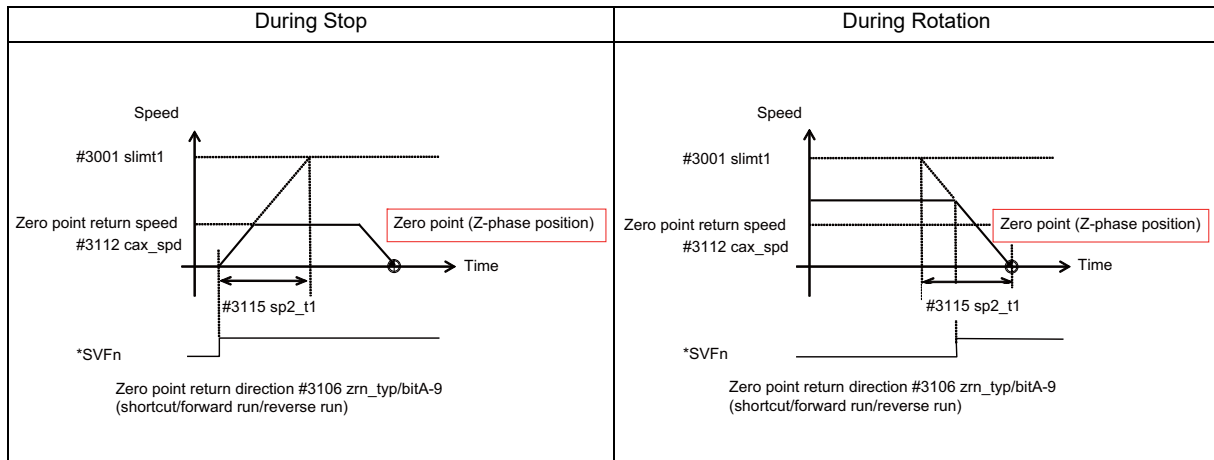 During Stop
During Rotation
Speed
#3001 slimt1
Zero point return speed
#3112 cax_spd
Zero point (Z-phase position)
Time
#3115 sp2_t1
*SVFn
Zero point return direction #3106 zrn_typ/bitA-9
(shortcut/forward run/reverse run)
Speed
#3001 slimt1
Zero point return speed
#3112 cax_spd
Zero point (Z-phase position)
Time
#3115 sp2_t1
*SVFn
Zero point return direction #3106 zrn_typ/bitA-9
(shortcut/forward run/reverse run)